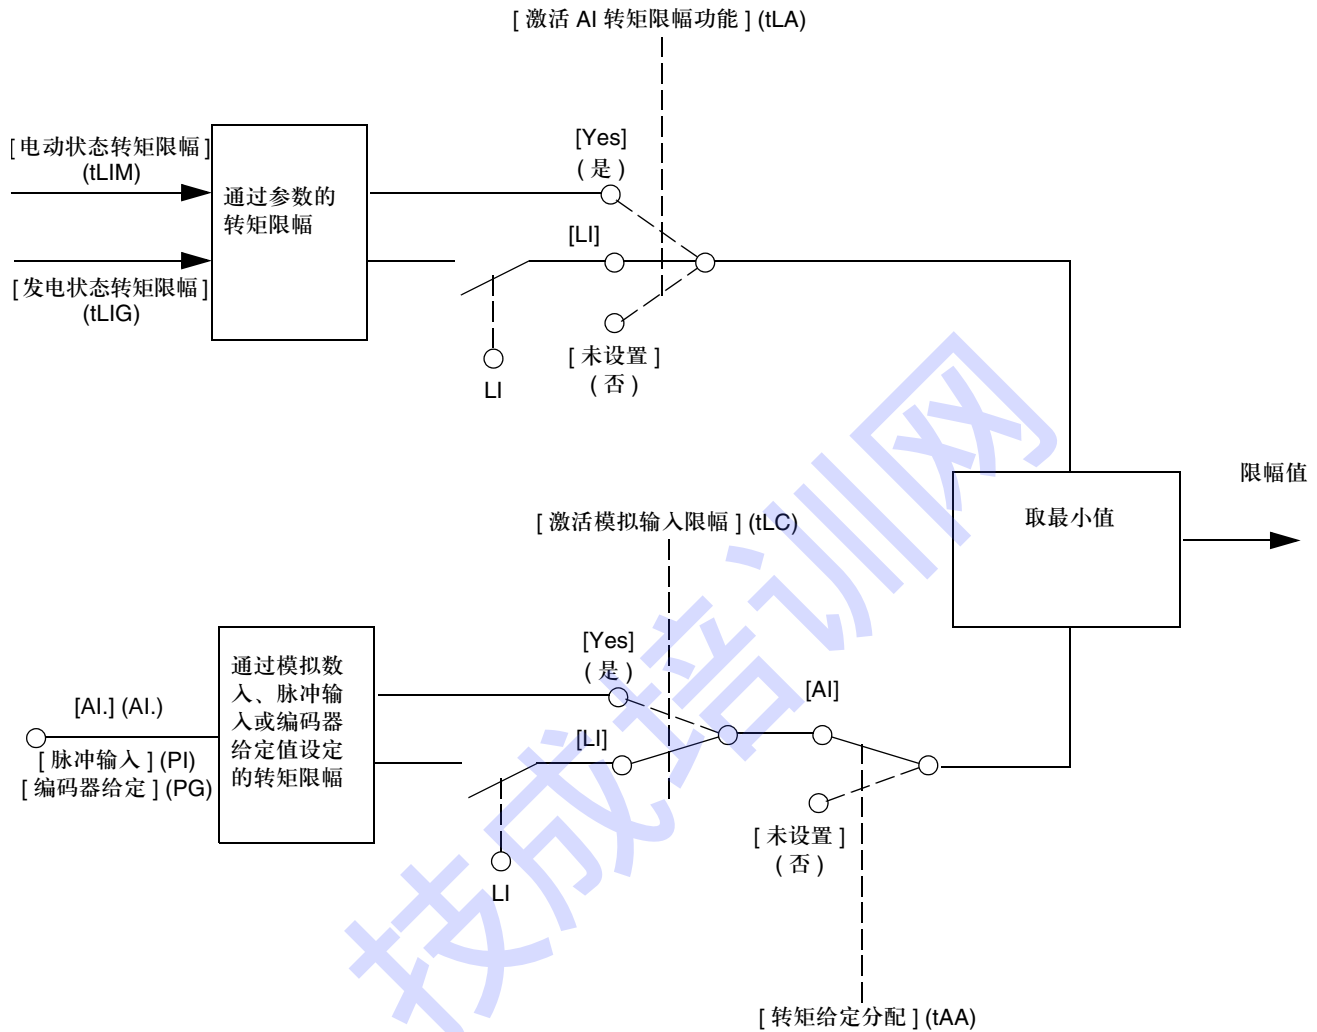 [ 激活 AI 转矩限幅功能 ] (tLA)
[ 电动状态转矩限幅 ]
(tLIM)
通过参数的
转矩限幅
[Yes]
( 是 )
[LI]
[ 发电状态转矩限幅 ]
(tLIG)
LI
[ 未设置 ]
( 否 )
限幅值
取最小值
[ 激活模拟输入限幅 ] (tLC)
[Yes]
( 是 )
通过模拟数
入、脉冲输
入或编码器
给定值设定
的转矩限幅
[AI.] (AI.)
[ 脉冲输入 ] (PI)
[ 编码器给定 ] (PG)
[LI]
[AI]
[ 未设置 ]
( 否 )
LI
[ 转矩给定分配 ] (tAA)
技成培训网